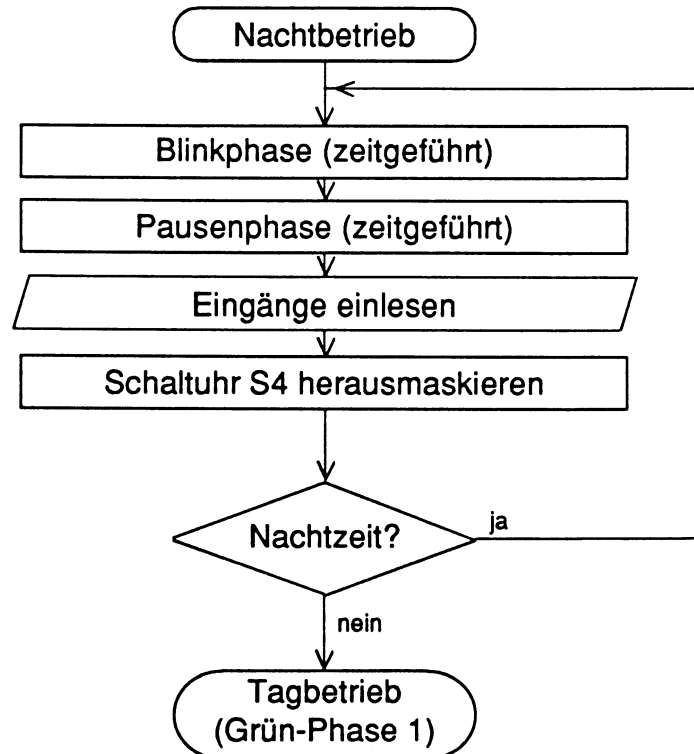 Nachtbetrieb
Blinkphase (zeitgeführt)
Pausenphase (zeitgeführt)
Eingänge einlesen
Schaltuhr S4 herausmaskieren
Nachtzeit?
ja
nein
Tagbetrieb
(Grün-Phase 1)